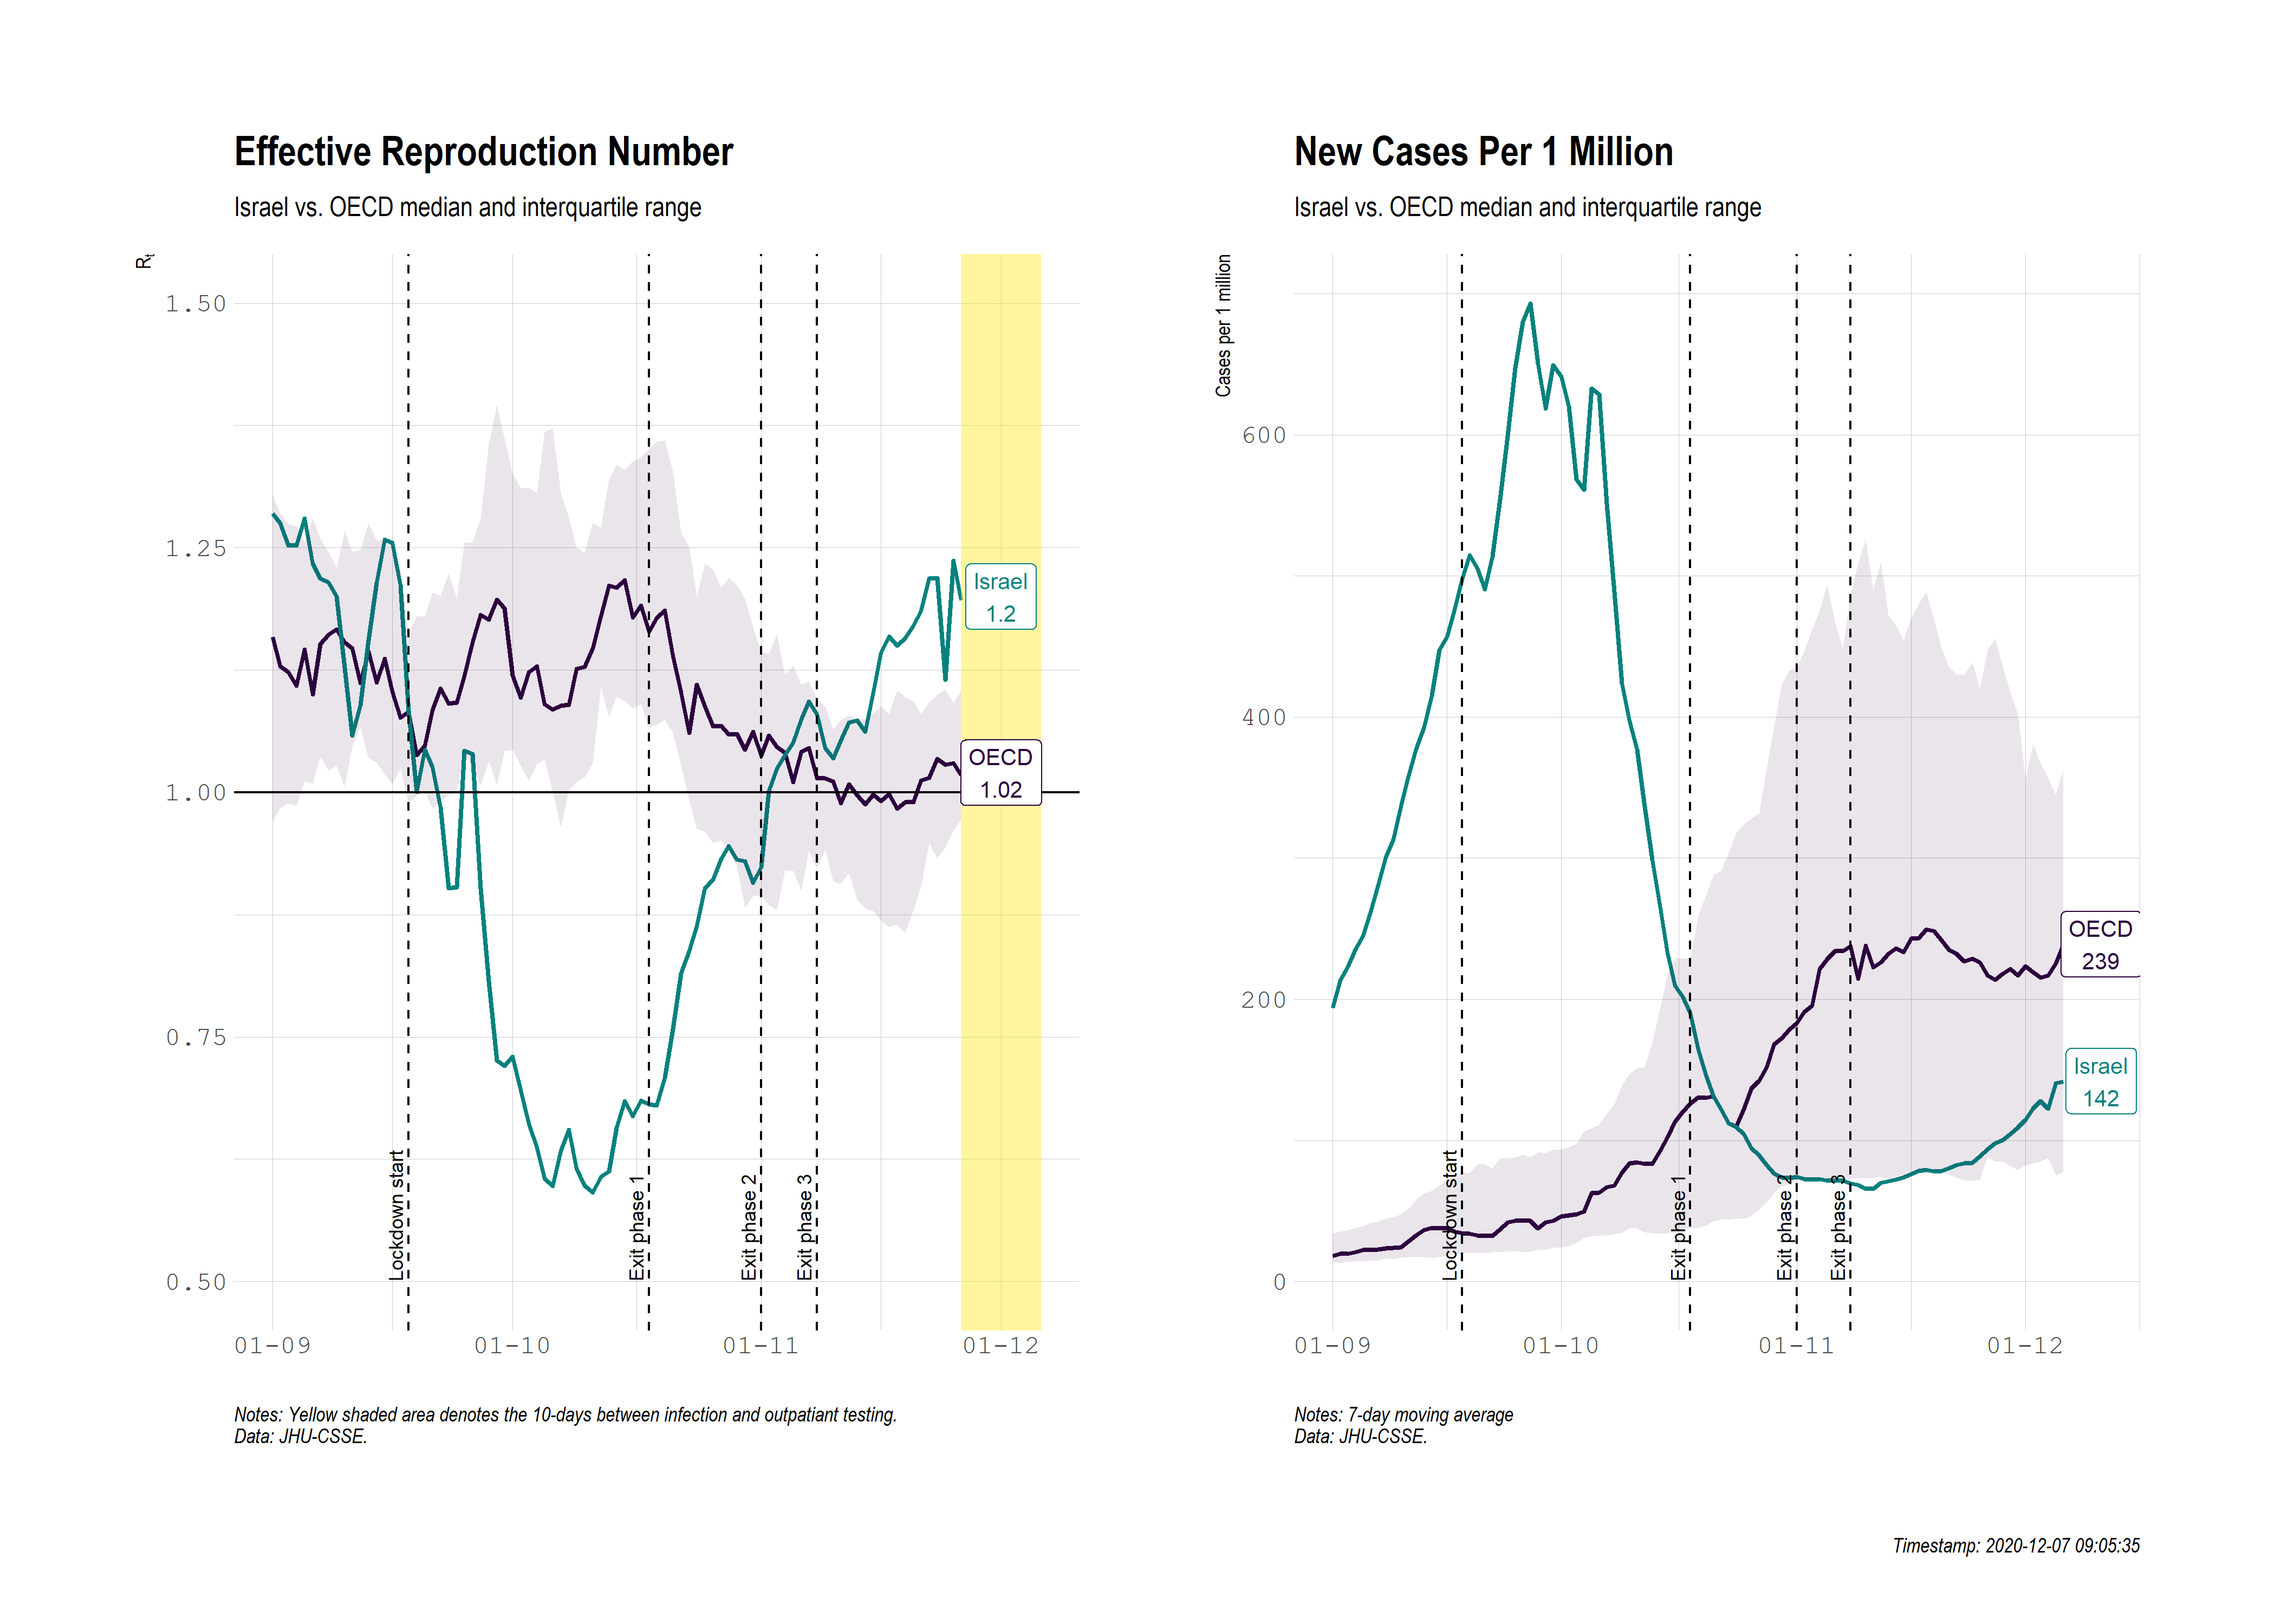 Effective Reproduction Number
Israel vs. OECD median and interquartile range
Rt
1.50
1.25
1.00
0.75
0.50
Lockdown start
Exit phase 1
Exit phase 2
Exit phase 3
Israel
1.2
OECD
1.02
01-09
01-10
01-11
01-12
Notes: Yellow shaded area denotes the 10-days between infection and outpatiant testing.
Data: JHU-CSSE.
New Cases Per 1 Million
Israel vs. OECD median and interquartile range
Cases per 1 million
600
400
200
0
Lockdown start
Exit phase 1
Exit phase 2
Exit phase 3
OECD
239
Israel
142
01-09
01-10
01-11
01-12
Notes: 7-day moving average
Data: JHU-CSSE.
Timestamp: 2020-12-07 09:05:35